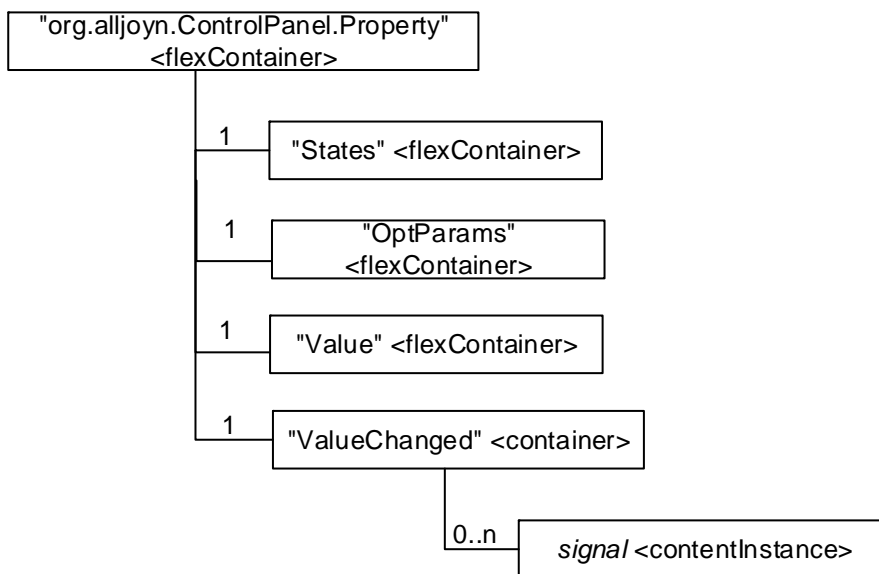 "org.alljoyn.ControlPanel.Property"
<flexContainer>
1
"States" <flexContainer>
1
"OptParams"
<flexContainer>
1
"Value" <flexContainer>
1
"ValueChanged" <container>
0..n
signal <contentInstance>